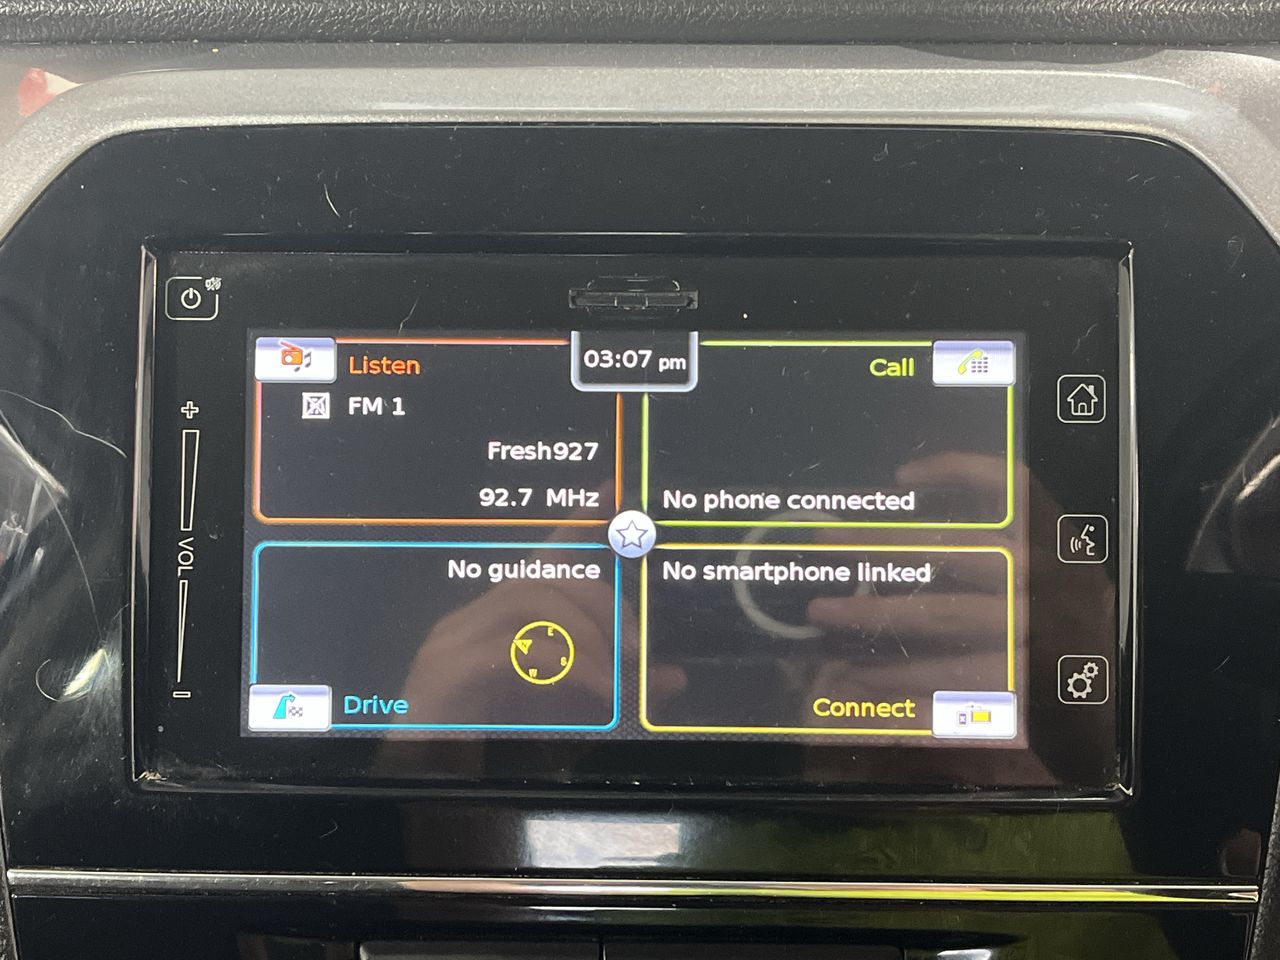 03:07 pm
Listen
FM 1
Fresh927
92.7 MHz
Call
No phone connected
No guidance
E
S
W
Drive
No smartphone linked
Connect
+
VOL
-